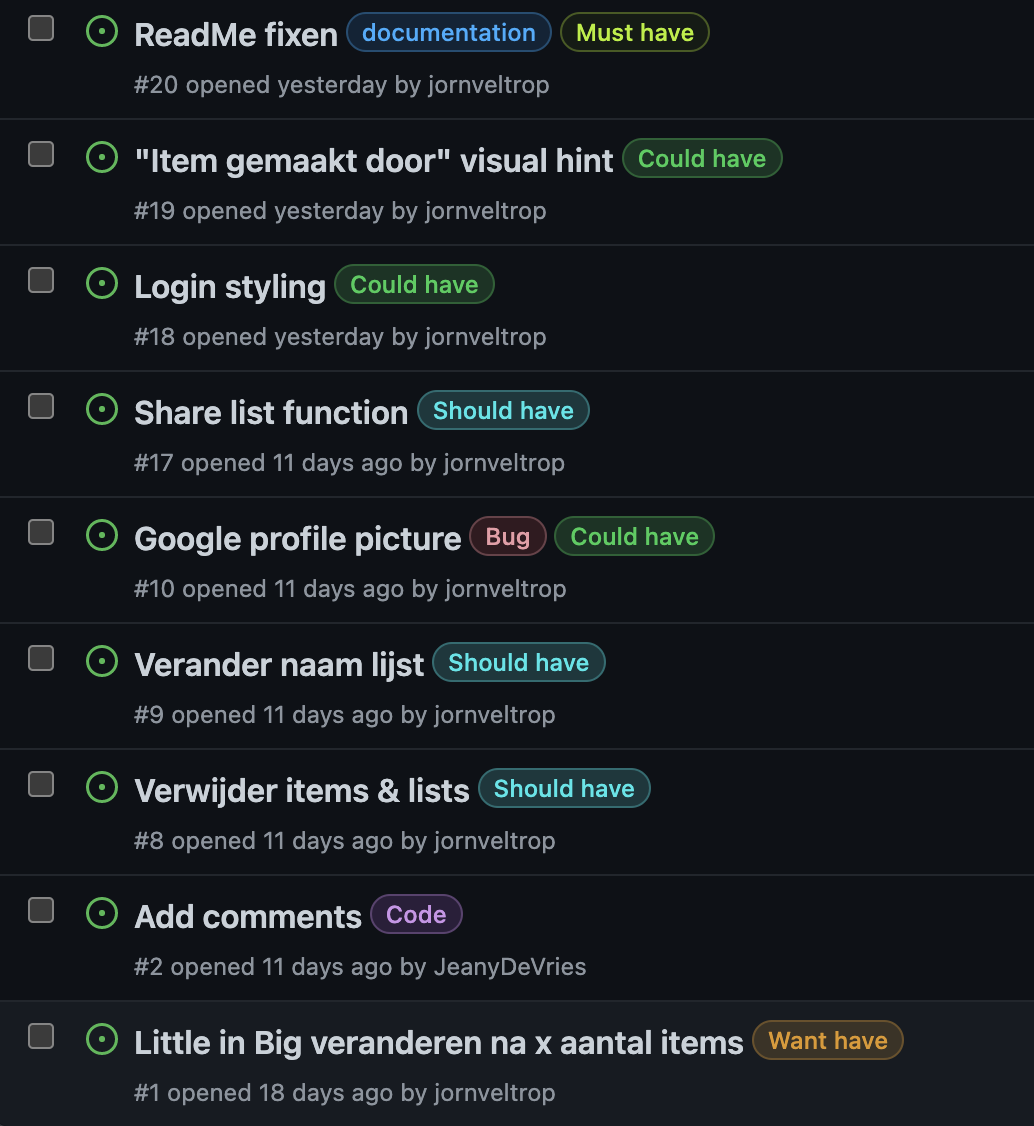 ReadMe fixen documentation Must have
#20 opened yesterday by jornveltrop
"Item gemaakt door" visual hint Could have
#19 opened yesterday by jornveltrop
Login styling Could have
#18 opened yesterday by jornveltrop
Share list function Should have
#17 opened 11 days ago by jornveltrop
Google profile picture Bug Could have
#10 opened 11 days ago by jornveltrop
Verander naam lijst Should have
#9 opened 11 days ago by jornveltrop
Verwijder items & lists Should have
#8 opened 11 days ago by jornveltrop
Add comments Code
#2 opened 11 days ago by JeanyDeVries
Little in Big veranderen na x aantal items Want have
#1 opened 18 days ago by jornveltrop